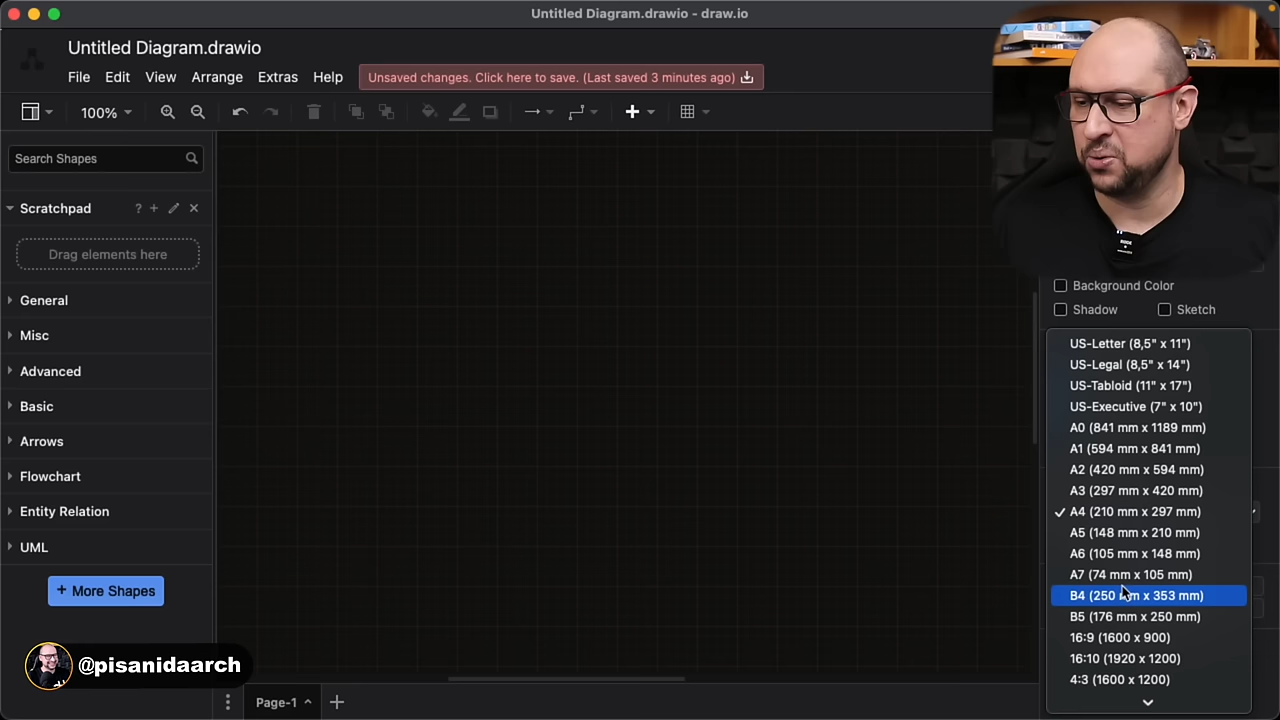 Untitled Diagram.drawio - draw.io
Untitled Diagram.drawio
File Edit View Arrange Extras Help
Unsaved changes. Click here to save. (Last saved 3 minutes ago)
100%
Search Shapes
Scratchpad
?
Drag elements here
General
Misc
Advanced
Basic
Arrows
Flowchart
Entity Relation
UML
+ More Shapes
Background Color
Shadow Sketch
US-Letter (8,5" x 11")
US-Legal (8,5" x 14")
US-Tabloid (11" x 17")
US-Executive (7" x 10")
A0 (841 mm x 1189 mm)
A1 (594 mm x 841 mm)
A2 (420 mm x 594 mm)
A3 (297 mm x 420 mm)
A4 (210 mm x 297 mm)
A5 (148 mm x 210 mm)
A6 (105 mm x 148 mm)
A7 (74 mm x 105 mm)
B4 (250 mm x 353 mm)
B5 (176 mm x 250 mm)
16:9 (1600 x 900)
16:10 (1920 x 1200)
4:3 (1600 x 1200)
@pisanidaarch
Page-1
RODE